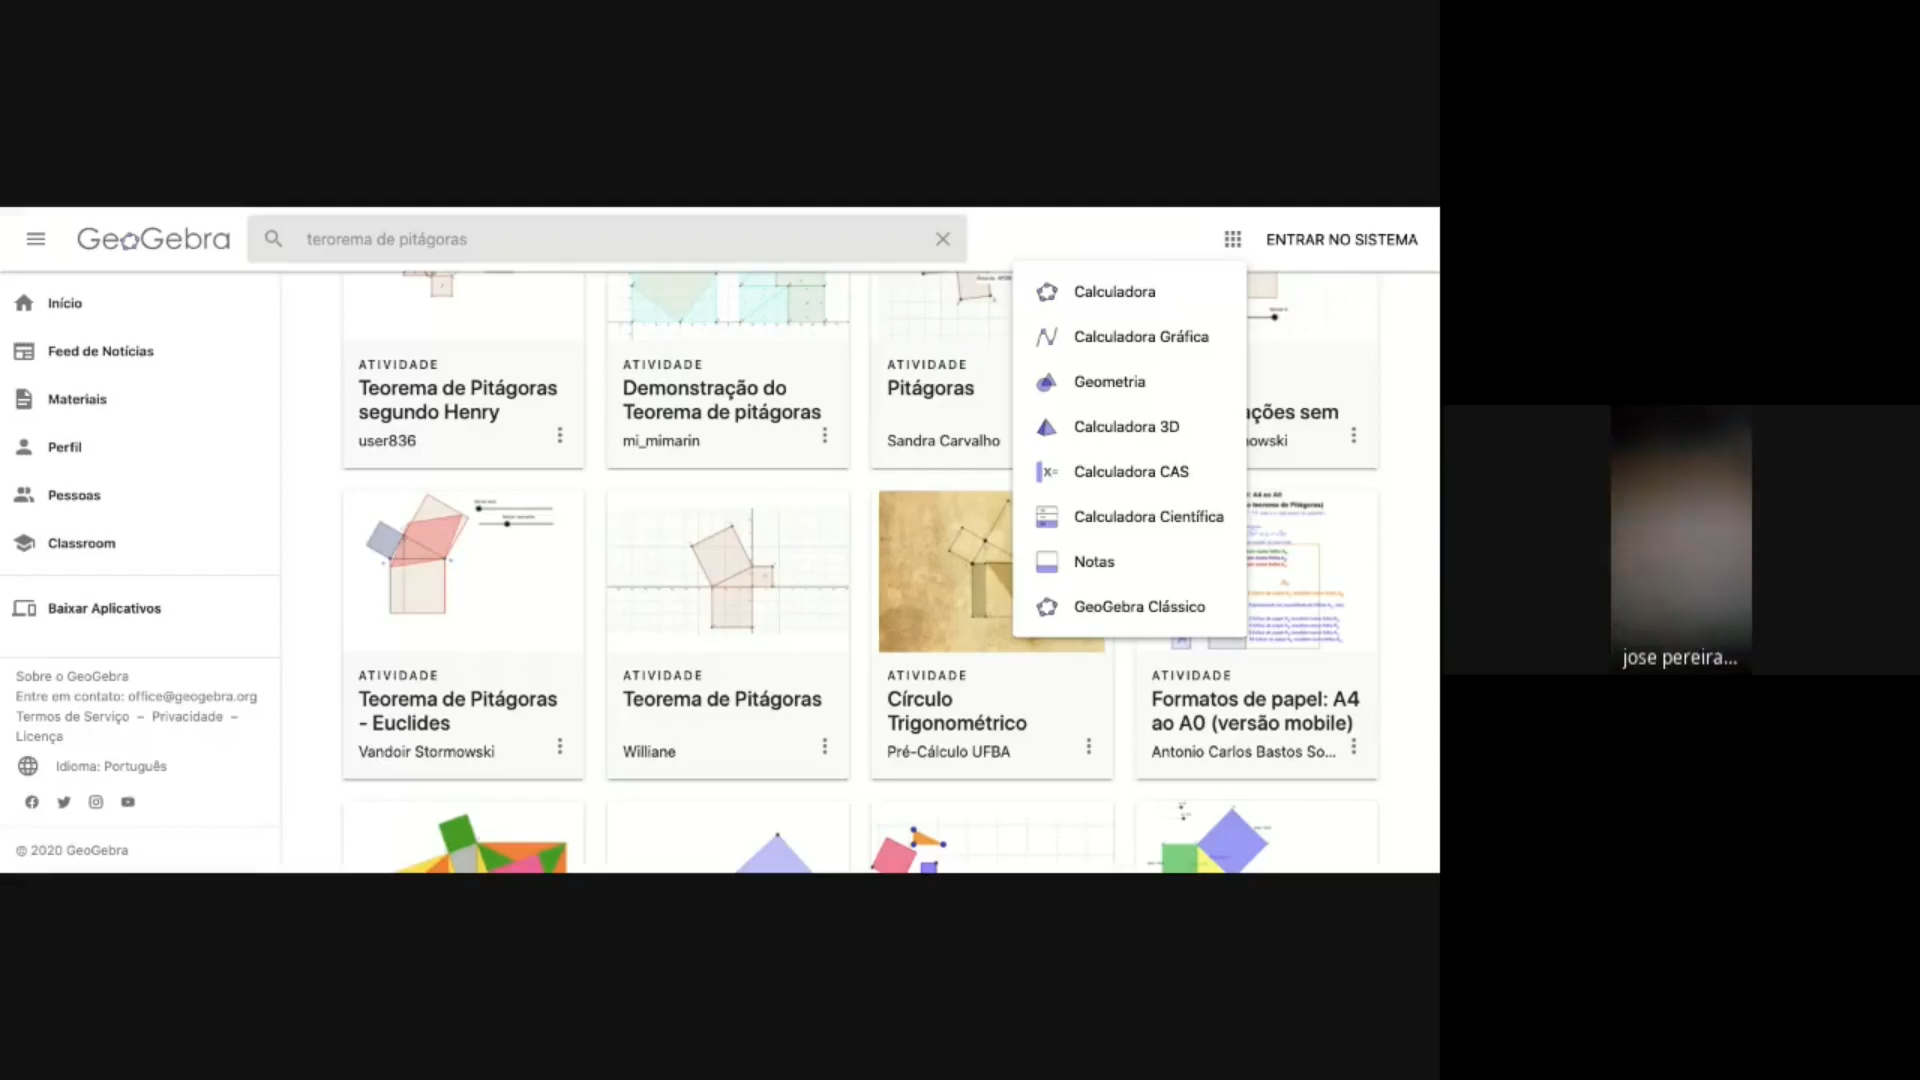 GeoGebra
terorema de pitágoras
ENTRAR NO SISTEMA
Início
Feed de Notícias
Materiais
Perfil
Pessoas
Classroom
Baixar Aplicativos
Sobre o GeoGebra
Entre em contato: office@geogebra.org
Termos de Serviço – Privacidade –
Licença
Idioma: Português
© 2020 GeoGebra
ATIVIDADE
Teorema de Pitágoras
segundo Henry
user836
ATIVIDADE
Demonstração do
Teorema de pitágoras
mi_mimarin
ATIVIDADE
Pitágoras
Sandra Carvalho
ações sem
nowski
Calculadora
Calculadora Gráfica
Geometria
Calculadora 3D
x=
Calculadora CAS
Calculadora Científica
Notas
GeoGebra Clássico
ATIVIDADE
Teorema de Pitágoras
- Euclides
Vandoir Stormowski
ATIVIDADE
Teorema de Pitágoras
Williane
ATIVIDADE
Círculo
Trigonométrico
Pré-Cálculo UFBA
ATIVIDADE
Formatos de papel: A4
ao A0 (versão mobile)
Antonio Carlos Bastos So...
jose pereira...